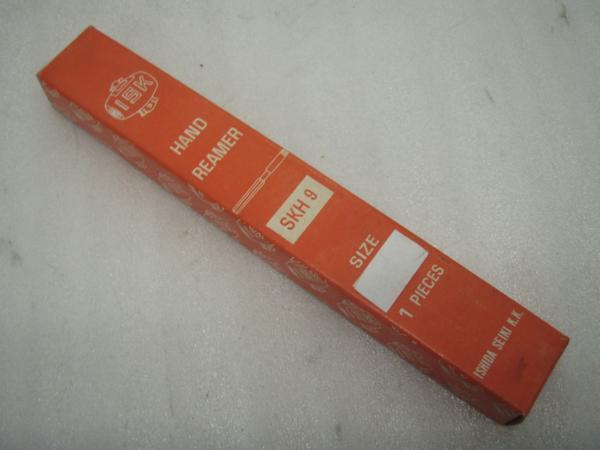 ISK
HAND
REAMER
SKH 9
SIZE
1 PIECES
ISHIDA SEIKI K.K.